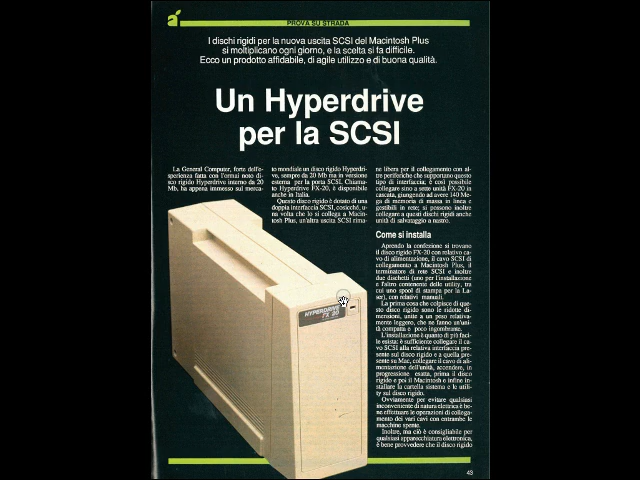 PROVA SU STRADA
I dischi rigidi per la nuova uscita SCSI del Macintosh Plus
si moltiplicano ogni giorno, e la scelta si fa difficile.
Ecco un prodotto affidabile, di agile utilizzo e di buona qualità.
Un Hyperdrive
per la SCSI
La General Computer, forte dell'e-
sperienza fatta con l'ormai noto di-
sco rigido Hyperdrive interno da 20
Mb, ha appena immesso sul merca-
to mondiale un disco rigido Hyperdri-
ve, sempre da 20 Mb ma in versione
esterna per la porta SCSI. Chiama-
to Hyperdrive FX-20, è disponibile
anche in Italia.
Questo disco rigido è dotato di una
doppia interfaccia SCSI, cosicché, u-
na volta che lo si collega a Macin-
tosh Plus, un'altra uscita SCSI rima-
ne libera per il collegamento con al-
tre periferiche che supportano questo
tipo di interfaccia; è così possibile
collegare sino a sette unità FX-20 in
cascata, giungendo ad avere 140 Me-
ga di memoria di massa in linea e
gestibili in rete; si possono inoltre
collegare a questi dischi rigidi anche
unità di salvataggio a nastro.
Come si installa
Aprendo la confezione si trovano
il disco rigido FX-20 con relativo ca-
vo di alimentazione, il cavo SCSI di
collegamento a Macintosh Plus, il
terminatore di rete SCSI e inoltre
due dischetti (uno per l'installazione
e l'altro contenente delle utility, tra
cui uno spool di stampa per la La-
ser), con relativi manuali.
La prima cosa che colpisce di que-
sto disco rigido sono le ridotte di-
mensioni, unite a un peso relativa-
mente leggero, che ne fanno un'uni-
tà compatta e poco ingombrante.
L'installazione è quanto di più faci-
le esista: è sufficiente collegare il ca-
vo SCSI alla relativa interfaccia pre-
sente sul disco rigido e a quella pre-
sente su Mac, collegare il cavo di ali-
mentazione dell'unità, accendere, in
progressione esatta, prima il disco
rigido e poi il Macintosh e infine in-
stallare la cartella sistema e le utili-
ty sul disco rigido.
Ovviamente per evitare qualsiasi
inconveniente di natura elettrica è be-
ne effettuare le operazioni di collega-
mento dei vari cavi con entrambe le
macchine spente.
Inoltre, ma ciò è consigliabile per
qualsiasi apparecchiatura elettronica,
è bene provvedere che il disco rigido
HYPERDRIVE
FX 20
43